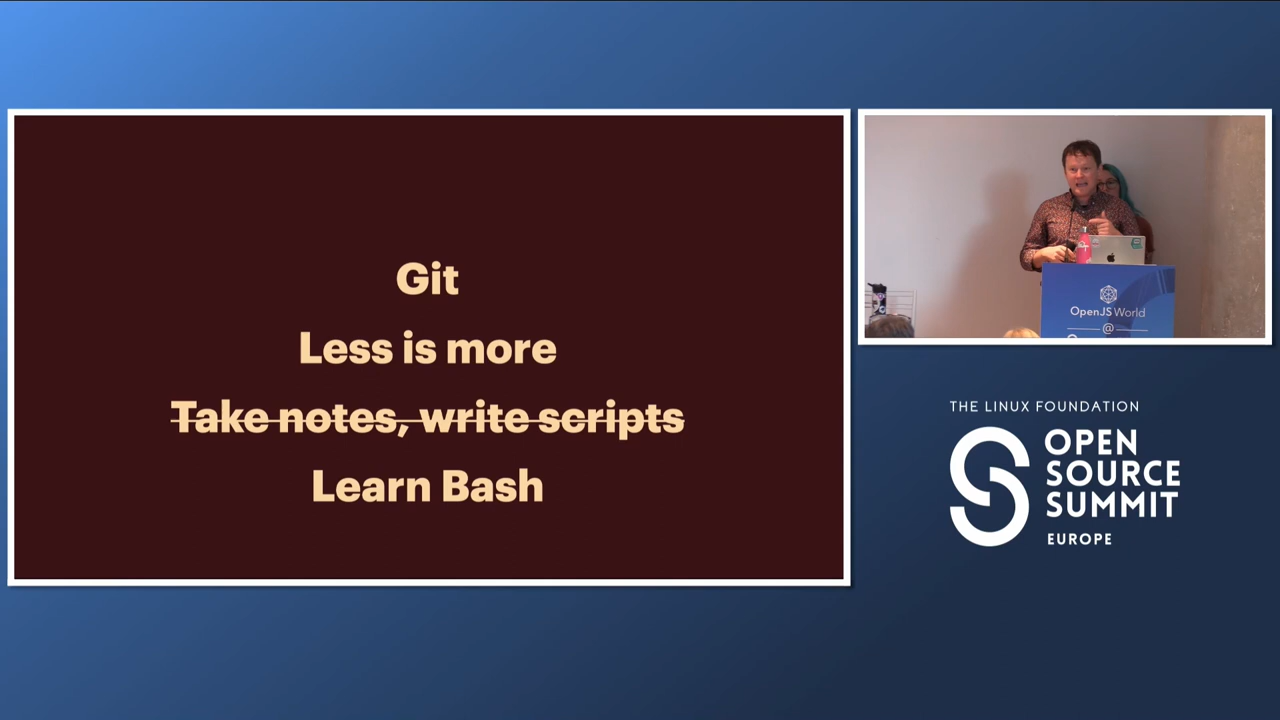 Git
Less is more
Take notes, write scripts
Learn Bash
OpenJS World
@
THE LINUX FOUNDATION
OPEN
SOURCE
SUMMIT
EUROPE